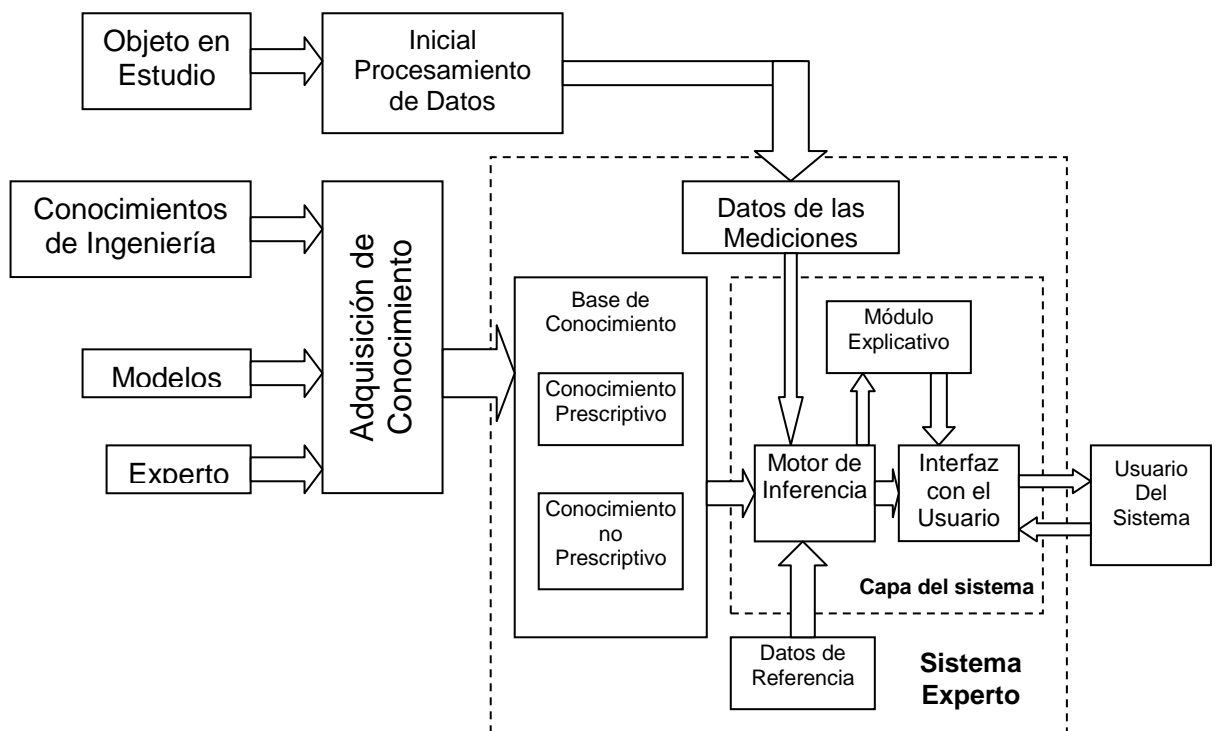 Objeto en
Estudio
Inicial
Procesamiento
de Datos
Conocimientos
de Ingeniería
Modelos
Experto
Adquisición de
Conocimiento
Datos de las
Mediciones
Base de
Conocimiento
Conocimiento
Prescriptivo
Conocimiento
no
Prescriptivo
Módulo
Explicativo
Motor de
Inferencia
Interfaz
con el
Usuario
Usuario
Del
Sistema
Capa del sistema
Datos de
Referencia
Sistema
Experto